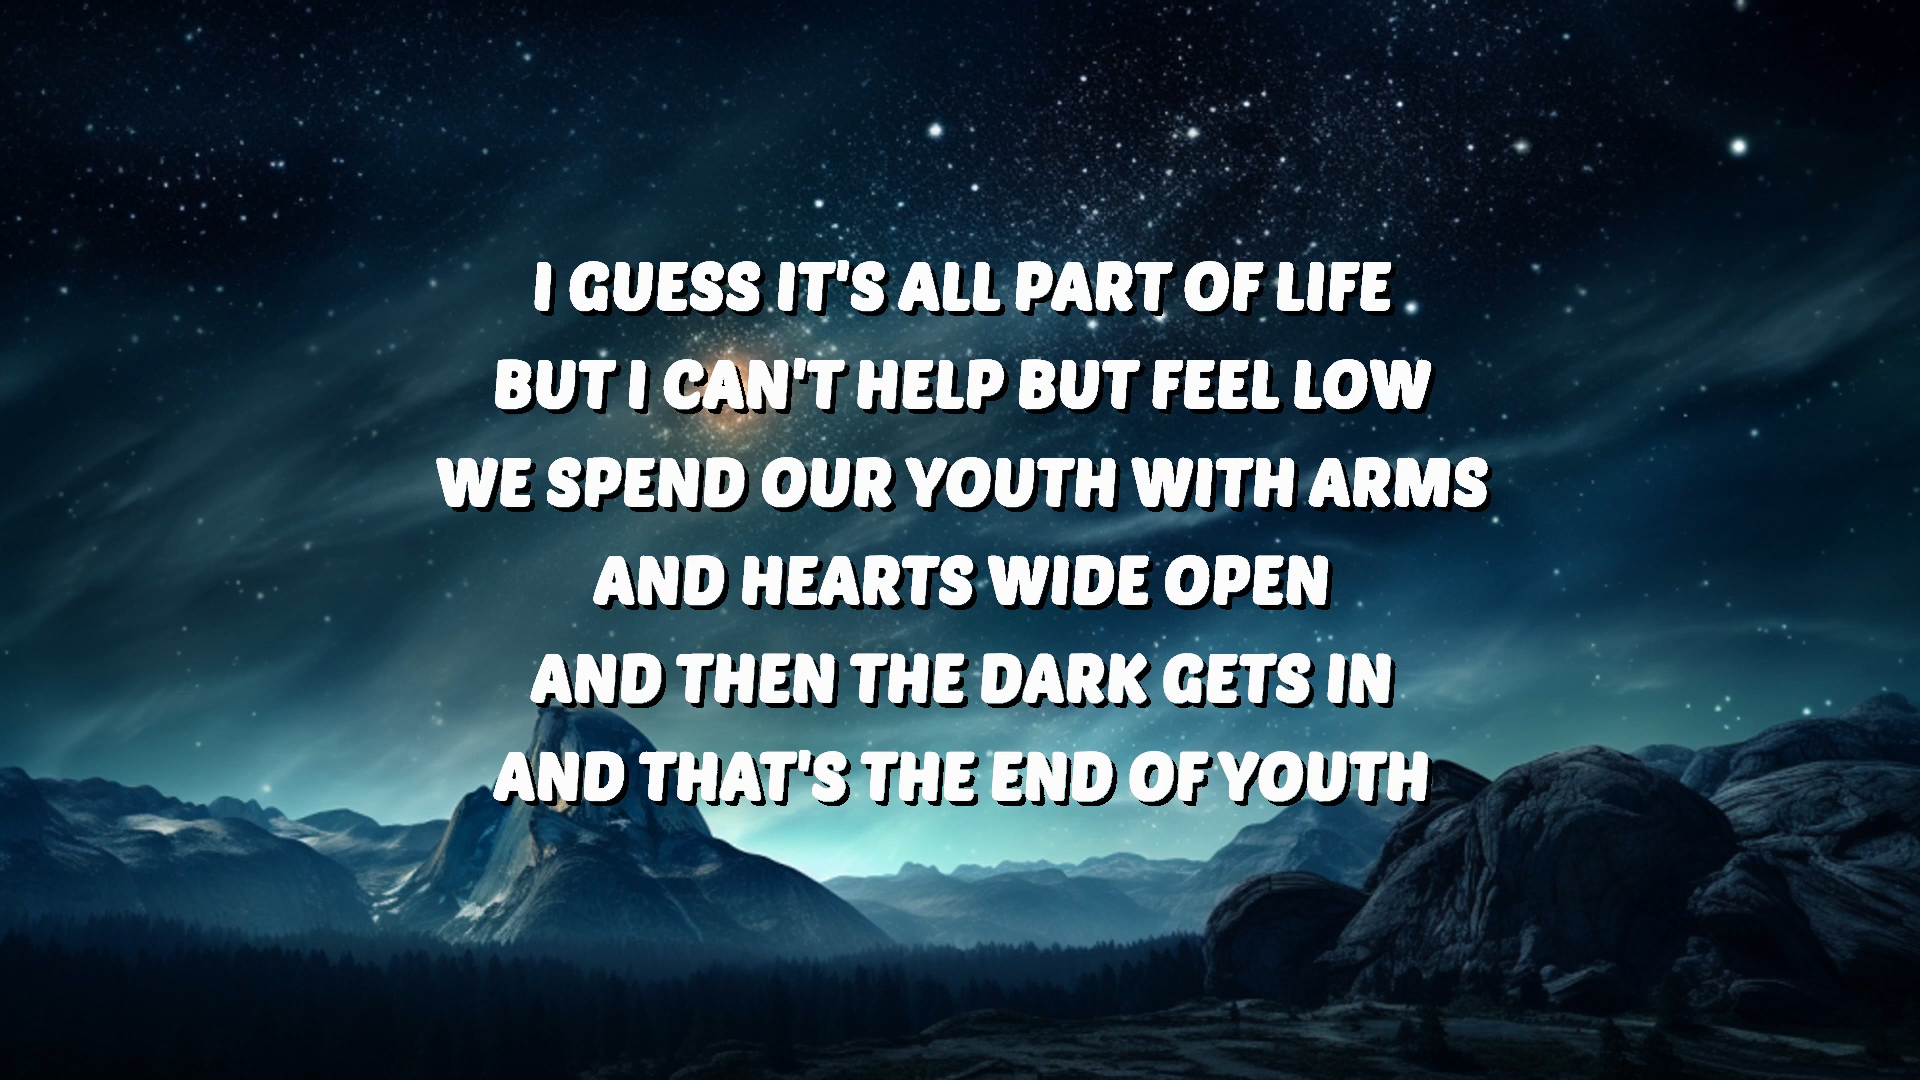 I GUESS IT'S ALL PART OF LIFE
BUT I CAN'T HELP BUT FEEL LOW
WE SPEND OUR YOUTH WITH ARMS
AND HEARTS WIDE OPEN
AND THEN THE DARK GETS IN
AND THAT'S THE END OF YOUTH